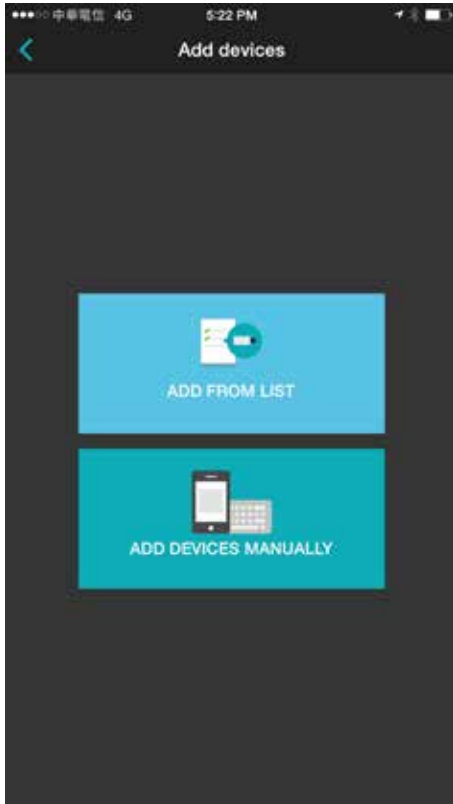 中華電信 4G 5:22 PM
Add devices
ADD FROM LIST
ADD DEVICES MANUALLY